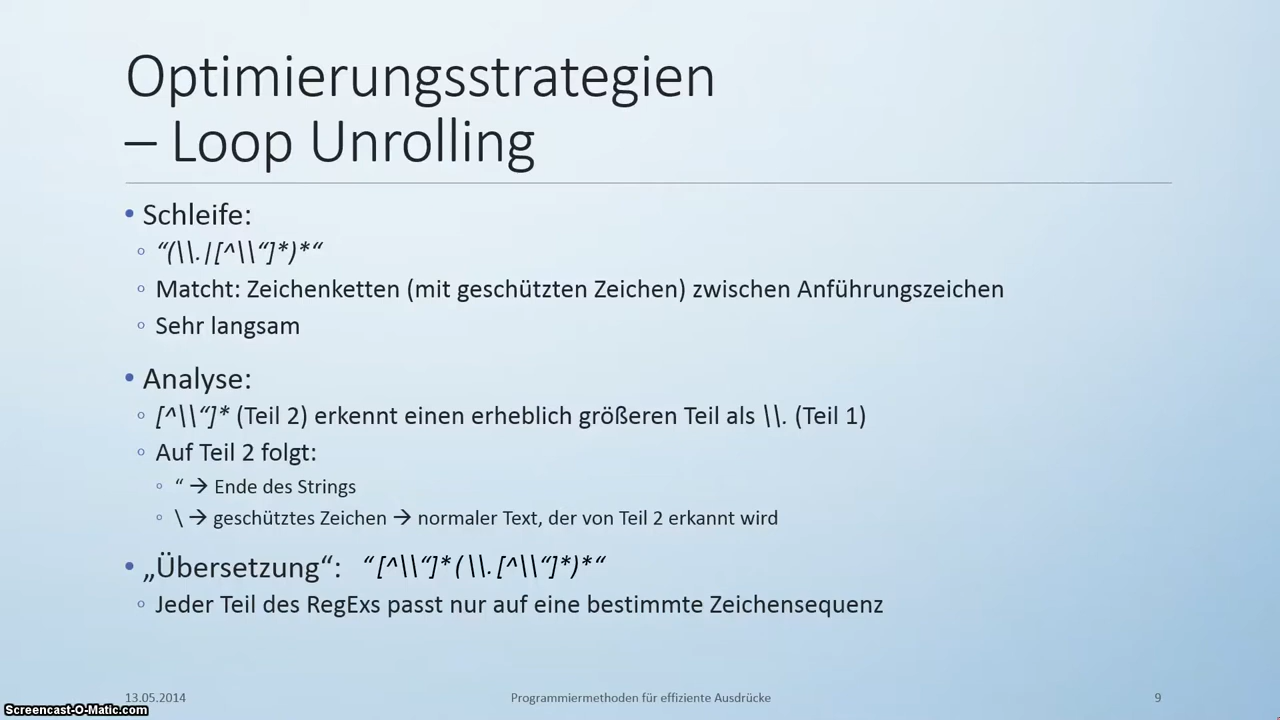 Optimierungsstrategien
– Loop Unrolling
• Schleife:
◦ “(\\.|[^\\“]*)*“
◦ Matcht: Zeichenketten (mit geschützten Zeichen) zwischen Anführungszeichen
◦ Sehr langsam
• Analyse:
◦ [^\\“]* (Teil 2) erkennt einen erheblich größeren Teil als \\. (Teil 1)
◦ Auf Teil 2 folgt:
◦ “ → Ende des Strings
◦ \ → geschütztes Zeichen → normaler Text, der von Teil 2 erkannt wird
• „Übersetzung“: “[^\\“]*(\\.[^\\“]*)*“
◦ Jeder Teil des RegExs passt nur auf eine bestimmte Zeichensequenz
13.05.2014 Programmiermethoden für effiziente Ausdrücke 9
Screencast-O-Matic.com